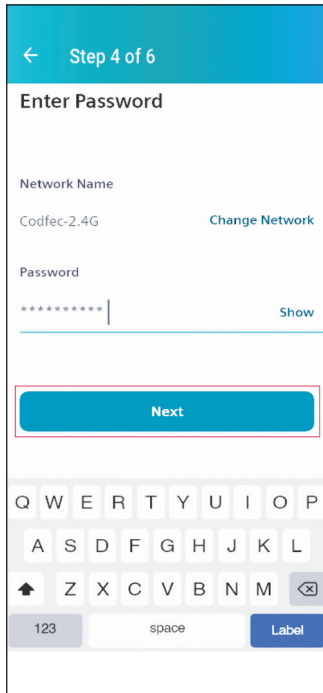 Step 4 of 6
Enter Password
Network Name
Codfec-2.4G Change Network
Password
********** Show
Next
Q W E R T Y U I O P
A S D F G H J K L
Z X C V B N M
123 space Label